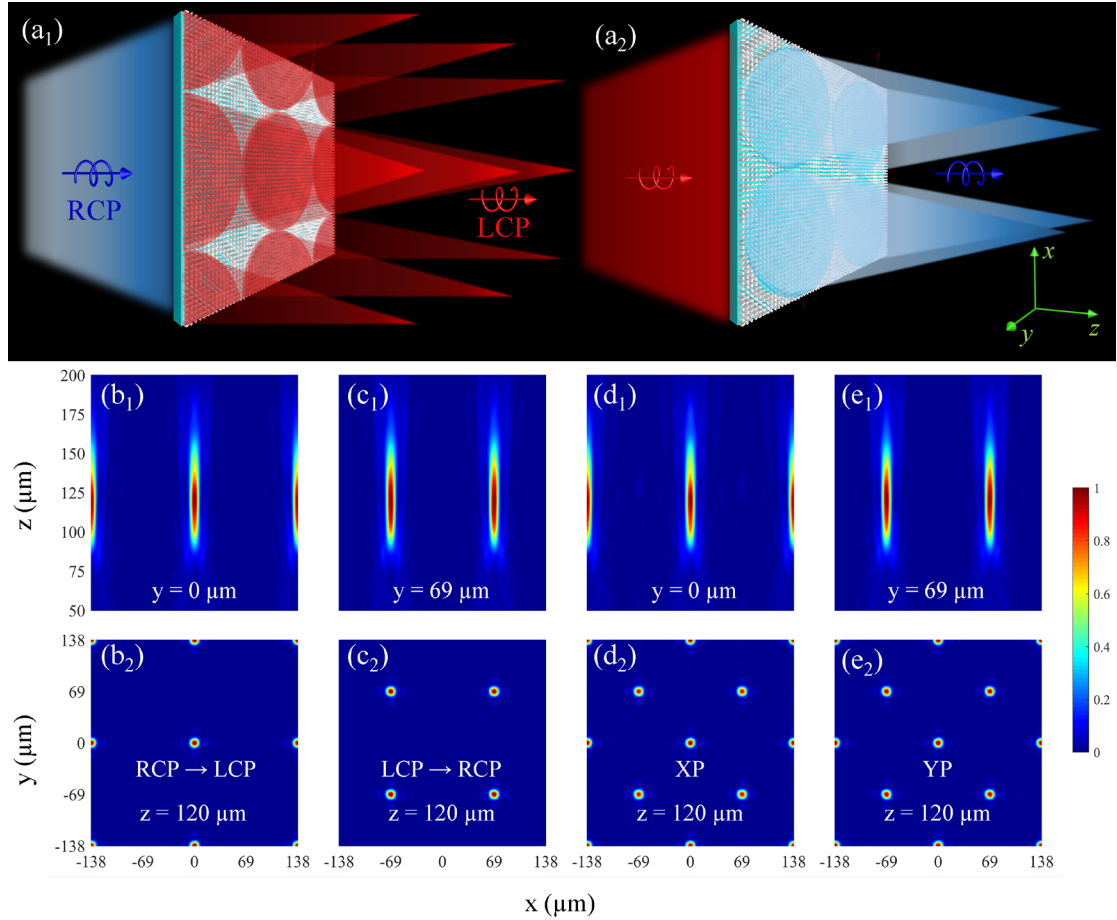 (a₁)
(a₂)
RCP
LCP
x
y
z
200
175
150
125
100
75
50
z (μm)
(b₁)
y = 0 μm
(c₁)
y = 69 μm
(d₁)
y = 0 μm
(e₁)
y = 69 μm
1
0.8
0.6
0.4
0.2
0
138
69
0
-69
-138
y (μm)
(b₂)
RCP → LCP
z = 120 μm
(c₂)
LCP → RCP
z = 120 μm
(d₂)
XP
z = 120 μm
(e₂)
YP
z = 120 μm
-138 -69 0 69 138
-138 -69 0 69 138
-138 -69 0 69 138
-138 -69 0 69 138
x (μm)